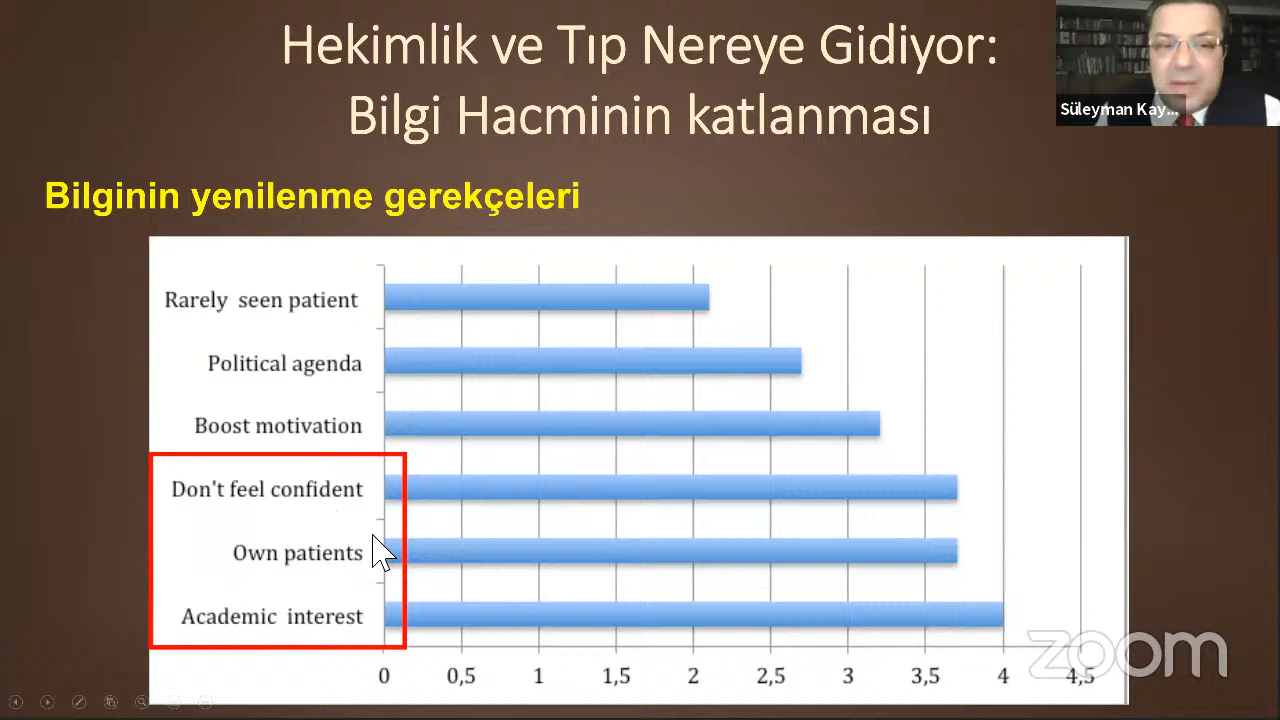 Hekimlik ve Tıp Nereye Gidiyor:
Bilgi Hacminin katlanması
Süleyman Kay...
Bilginin yenilenme gerekçeleri
Rarely seen patient
Political agenda
Boost motivation
Don't feel confident
Own patients
Academic interest
0 0,5 1 1,5 2 2,5 3 3,5 4 4,5
zoom